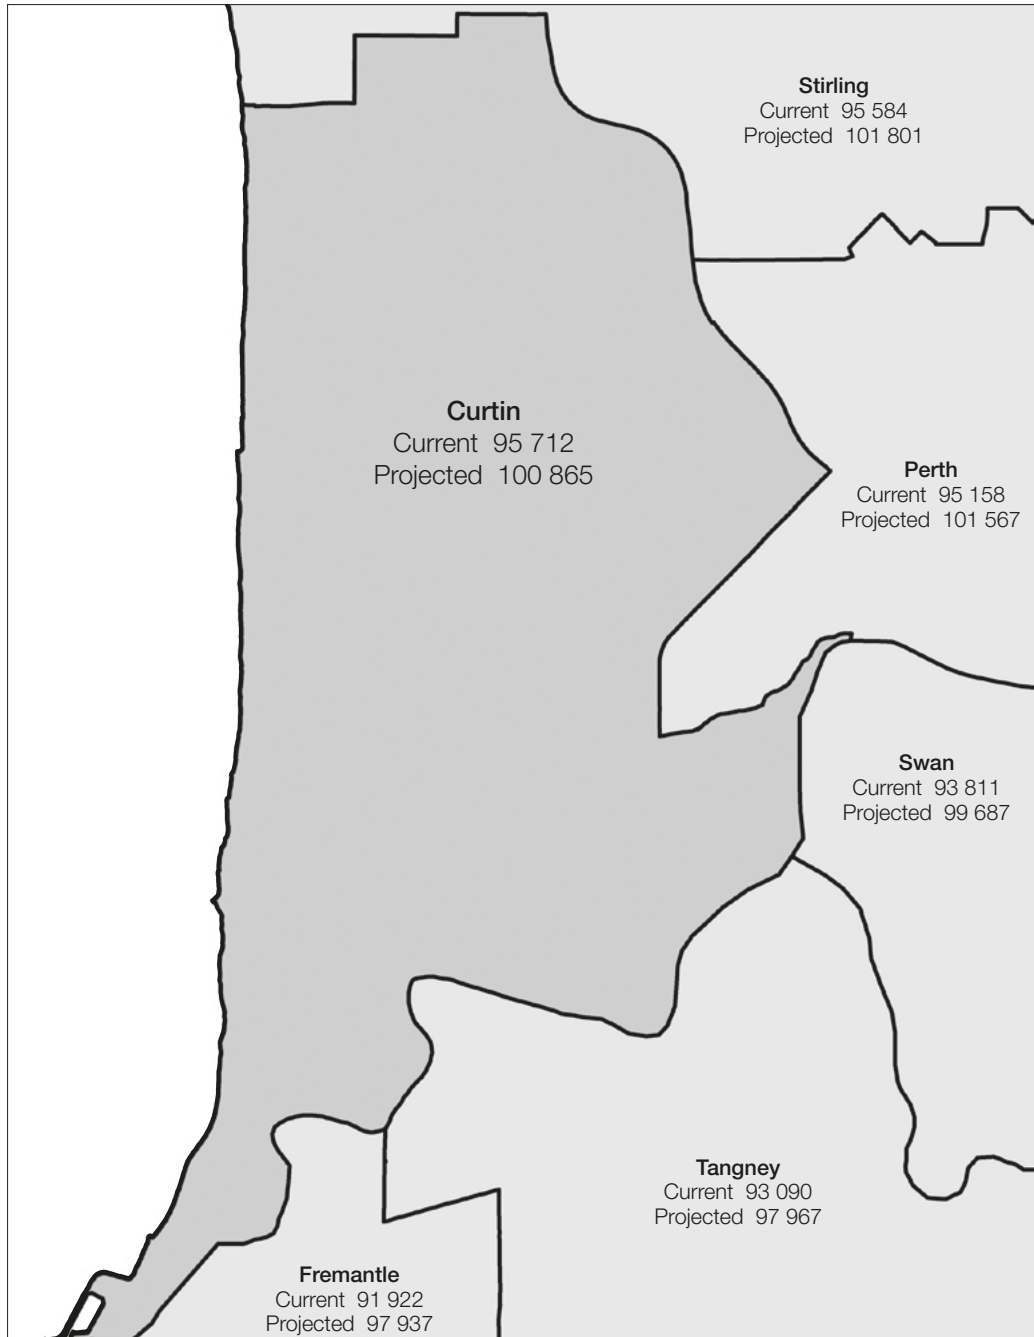 Stirling
Current 95 584
Projected 101 801
Curtin
Current 95 712
Projected 100 865
Perth
Current 95 158
Projected 101 567
Swan
Current 93 811
Projected 99 687
Tangney
Current 93 090
Projected 97 967
Fremantle
Current 91 922
Projected 97 937